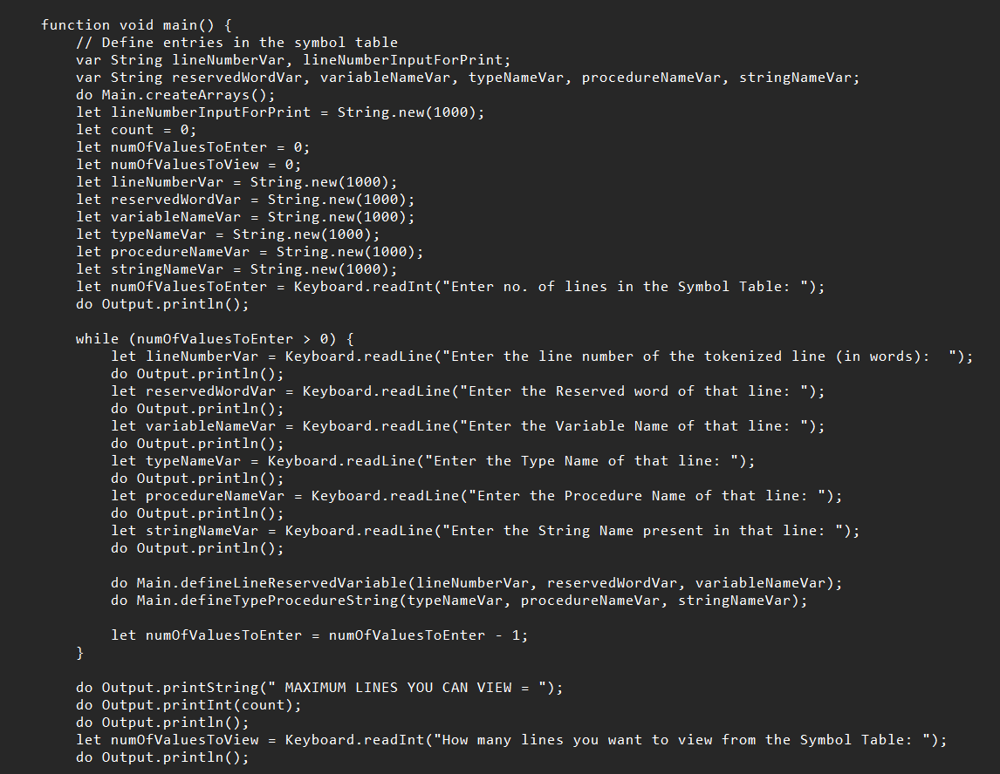 function void main() {
    // Define entries in the symbol table
    var String lineNumberVar, lineNumberInputForPrint;
    var String reservedWordVar, variableNameVar, typeNameVar, procedureNameVar, stringNameVar;
    do Main.createArrays();
    let lineNumberInputForPrint = String.new(1000);
    let count = 0;
    let numOfValuesToEnter = 0;
    let numOfValuesToView = 0;
    let lineNumberVar = String.new(1000);
    let reservedWordVar = String.new(1000);
    let variableNameVar = String.new(1000);
    let typeNameVar = String.new(1000);
    let procedureNameVar = String.new(1000);
    let stringNameVar = String.new(1000);
    let numOfValuesToEnter = Keyboard.readInt("Enter no. of lines in the Symbol Table: ");
    do Output.println();

    while (numOfValuesToEnter > 0) {
        let lineNumberVar = Keyboard.readLine("Enter the line number of the tokenized line (in words):  ");
        do Output.println();
        let reservedWordVar = Keyboard.readLine("Enter the Reserved word of that line: ");
        do Output.println();
        let variableNameVar = Keyboard.readLine("Enter the Variable Name of that line: ");
        do Output.println();
        let typeNameVar = Keyboard.readLine("Enter the Type Name of that line: ");
        do Output.println();
        let procedureNameVar = Keyboard.readLine("Enter the Procedure Name of that line: ");
        do Output.println();
        let stringNameVar = Keyboard.readLine("Enter the String Name present in that line: ");
        do Output.println();

        do Main.defineLineReservedVariable(lineNumberVar, reservedWordVar, variableNameVar);
        do Main.defineTypeProcedureString(typeNameVar, procedureNameVar, stringNameVar);

        let numOfValuesToEnter = numOfValuesToEnter - 1;
    }

    do Output.printString(" MAXIMUM LINES YOU CAN VIEW = ");
    do Output.printInt(count);
    do Output.println();
    let numOfValuesToView = Keyboard.readInt("How many lines you want to view from the Symbol Table: ");
    do Output.println();